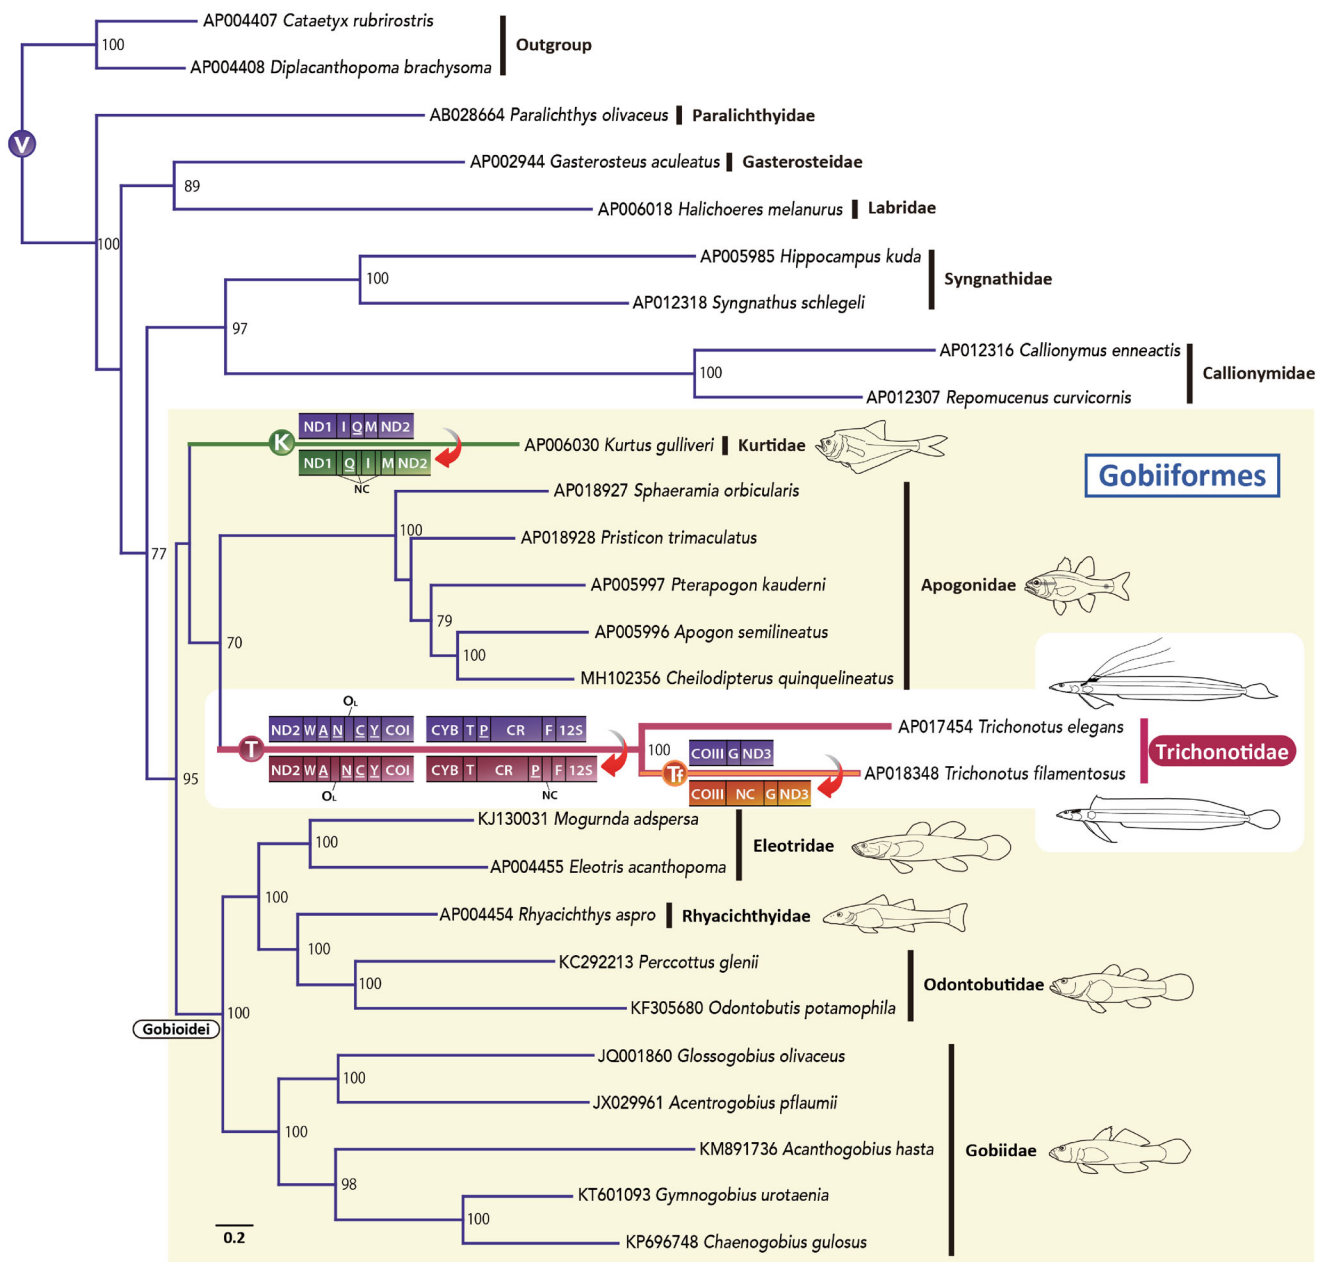 AP004407 Cataetyx rubrirostris
100
Outgroup
AP004408 Diplacanthopoma brachysoma
V
AB028664 Paralichthys olivaceus
Paralichthyidae
AP002944 Gasterosteus aculeatus
Gasterosteidae
89
AP006018 Halichoeres melanurus
Labridae
100
AP005985 Hippocampus kuda
100
Syngnathidae
AP012318 Syngnathus schlegeli
97
AP012316 Callionymus enneactis
100
Callionymidae
AP012307 Repomucenus curvicornis
77
ND1 I Q M ND2
K
AP006030 Kurtus gulliveri
Kurtidae
ND1 Q I M ND2
NC
Gobiiformes
AP018927 Sphaeramia orbicularis
100
AP018928 Pristicon trimaculatus
AP005997 Pterapogon kauderni
Apogonidae
79
AP005996 Apogon semilineatus
100
MH102356 Cheilodipterus quinquelineatus
70
OL
ND2 W A N C Y COI
CYB T P CR F 12S
T
AP017454 Trichonotus elegans
100
Trichonotidae
COIII G ND3
Tf
AP018348 Trichonotus filamentosus
ND2 W A N C Y COI
CYB T CR P F 12S
OL
NC
COIII NC G ND3
95
KJ130031 Mogurnda adspersa
100
Eleotridae
AP004455 Eleotris acanthopoma
100
AP004454 Rhyacichthys aspro
Rhyacichthyidae
100
KC292213 Perccottus glenii
100
Odontobutidae
KF305680 Odontobutis potamophila
100
Gobioidei
JQ001860 Glossogobius olivaceus
100
JX029961 Acentrogobius pflaumii
100
KM891736 Acanthogobius hasta
Gobiidae
98
KT601093 Gymnogobius urotaenia
100
KP696748 Chaenogobius gulosus
0.2